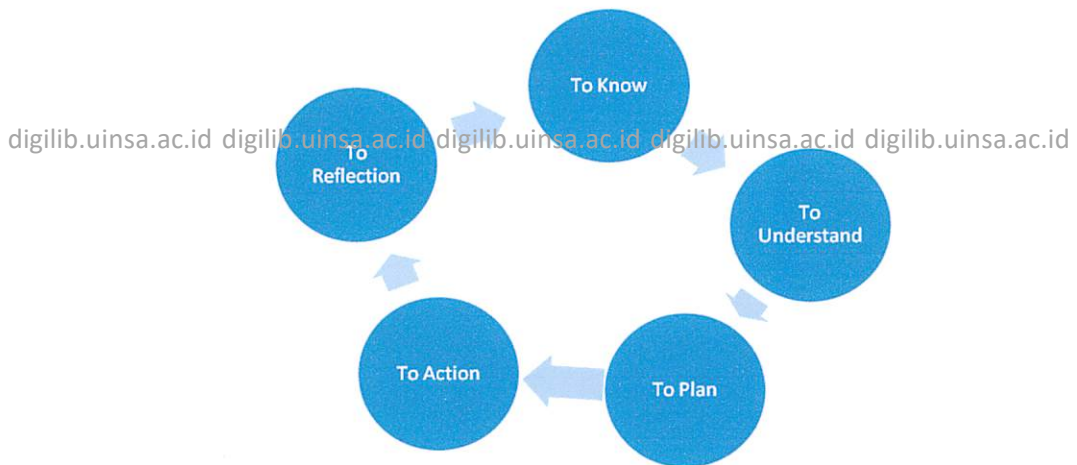 To Know
digilib.uinsa.ac.id digilib.uinsa.ac.id digilib.uinsa.ac.id digilib.uinsa.ac.id digilib.uinsa.ac.id
To
Reflection
To
Understand
To Action
To Plan